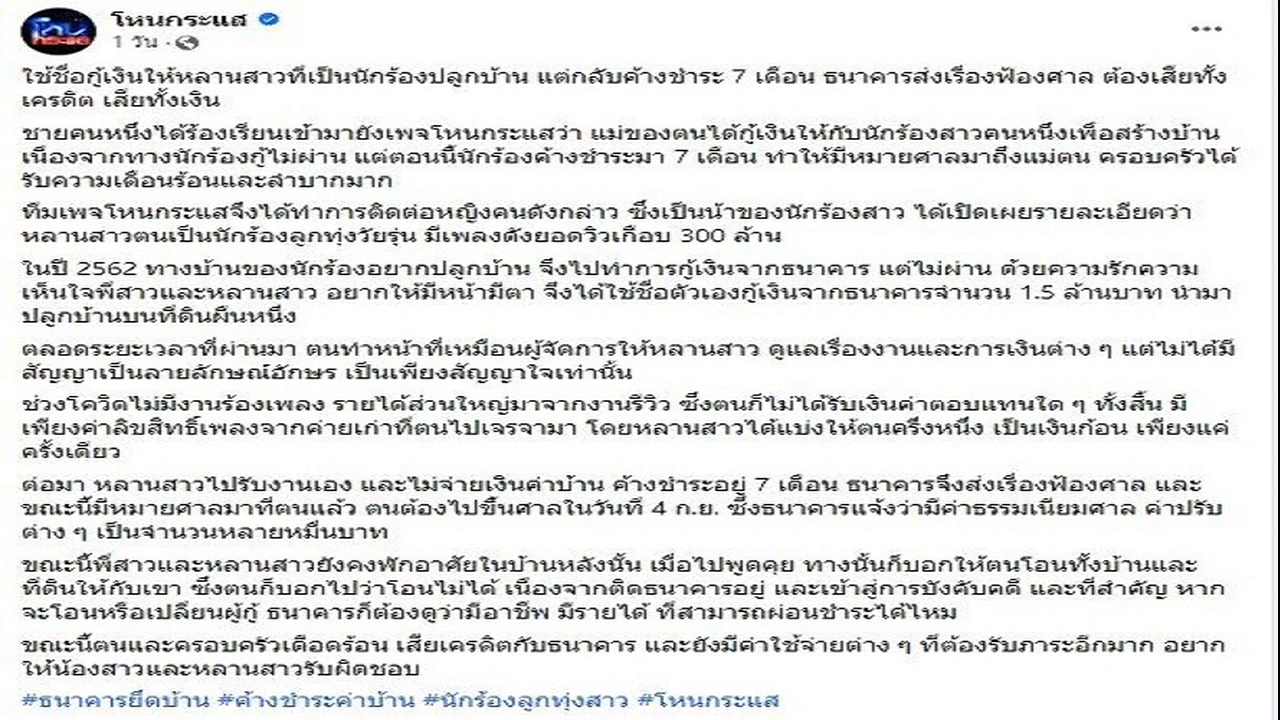 โหนกระแส
1 วัน ·
ใช้ชื่อกู้เงินให้หลานสาวที่เป็นนักร้องปลูกบ้าน แต่กลับค้างชำระ 7 เดือน ธนาคารส่งเรื่องฟ้องศาล ต้องเสียทั้ง
เครดิต เสียทั้งเงิน
ชายคนหนึ่งได้ร้องเรียนเข้ามายังเพจโหนกระแสว่า แม่ของตนได้กู้เงินให้กับนักร้องสาวคนหนึ่งเพื่อสร้างบ้าน
เนื่องจากทางนักร้องกู้ไม่ผ่าน แต่ตอนนี้นักร้องค้างชำระมา 7 เดือน ทำให้มีหมายศาลมาถึงแม่ตน ครอบครัวได้
รับความเดือนร้อนและลำบากมาก
ทีมเพจโหนกระแสจึงได้ทำการติดต่อหญิงคนดังกล่าว ซึ่งเป็นน้าของนักร้องสาว ได้เปิดเผยรายละเอียดว่า
หลานสาวตนเป็นนักร้องลูกทุ่งวัยรุ่น มีเพลงดังยอดวิวเกือบ 300 ล้าน
ในปี 2562 ทางบ้านของนักร้องอยากปลูกบ้าน จึงไปทำการกู้เงินจากธนาคาร แต่ไม่ผ่าน ด้วยความรักความ
เห็นใจพี่สาวและหลานสาว อยากให้มีหน้ามีตา จึงได้ใช้ชื่อตัวเองกู้เงินจากธนาคารจำนวน 1.5 ล้านบาท นำมา
ปลูกบ้านบนที่ดินผืนหนึ่ง
ตลอดระยะเวลาที่ผ่านมา ตนทำหน้าที่เหมือนผู้จัดการให้หลานสาว ดูแลเรื่องงานและการเงินต่าง ๆ แต่ไม่ได้มี
สัญญาเป็นลายลักษณ์อักษร เป็นเพียงสัญญาใจเท่านั้น
ช่วงโควิดไม่มีงานร้องเพลง รายได้ส่วนใหญ่มาจากงานรีวิว ซึ่งตนก็ไม่ได้รับเงินค่าตอบแทนใด ๆ ทั้งสิ้น มี
เพียงค่าลิขสิทธิ์เพลงจากค่ายเก่าที่ตนไปเจรจามา โดยหลานสาวได้แบ่งให้ตนครึ่งหนึ่ง เป็นเงินก้อน เพียงแค่
ครั้งเดียว
ต่อมา หลานสาวไปรับงานเอง และไม่จ่ายเงินค่าบ้าน ค้างชำระอยู่ 7 เดือน ธนาคารจึงส่งเรื่องฟ้องศาล และ
ขณะนี้มีหมายศาลมาที่ตนแล้ว ตนต้องไปขึ้นศาลในวันที่ 4 ก.ย. ซึ่งธนาคารแจ้งว่ามีค่าธรรมเนียมศาล ค่าปรับ
ต่าง ๆ เป็นจำนวนหลายหมื่นบาท
ขณะนี้พี่สาวและหลานสาวยังคงพักอาศัยในบ้านหลังนั้น เมื่อไปพูดคุย ทางนั้นก็บอกให้ตนโอนทั้งบ้านและ
ที่ดินให้กับเขา ซึ่งตนก็บอกไปว่าโอนไม่ได้ เนื่องจากติดธนาคารอยู่ และเข้าสู่การบังคับคดี และที่สำคัญ หาก
จะโอนหรือเปลี่ยนผู้กู้ ธนาคารก็ต้องดูว่ามีอาชีพ มีรายได้ ที่สามารถผ่อนชำระได้ไหม
ขณะนี้ตนและครอบครัวเดือดร้อน เสียเครดิตกับธนาคาร และยังมีค่าใช้จ่ายต่าง ๆ ที่ต้องรับภาระอีกมาก อยาก
ให้น้องสาวและหลานสาวรับผิดชอบ
#ธนาคารยึดบ้าน #ค้างชำระค่าบ้าน #นักร้องลูกทุ่งสาว #โหนกระแส